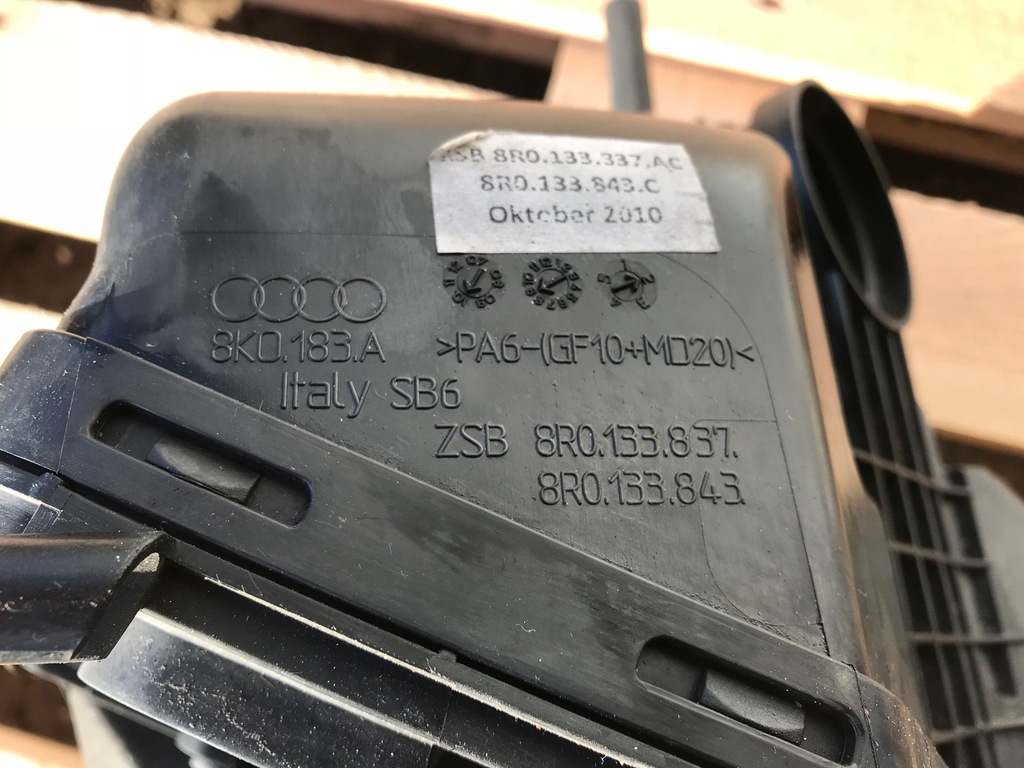 ZSB 8R0.133.337.AC
8R0.133.843.C
Oktober 2010
8K0.183.A
>PA6-(GF10+MD20)<
Italy SB6
ZSB 8R0.133.837.
8R0.133.843.